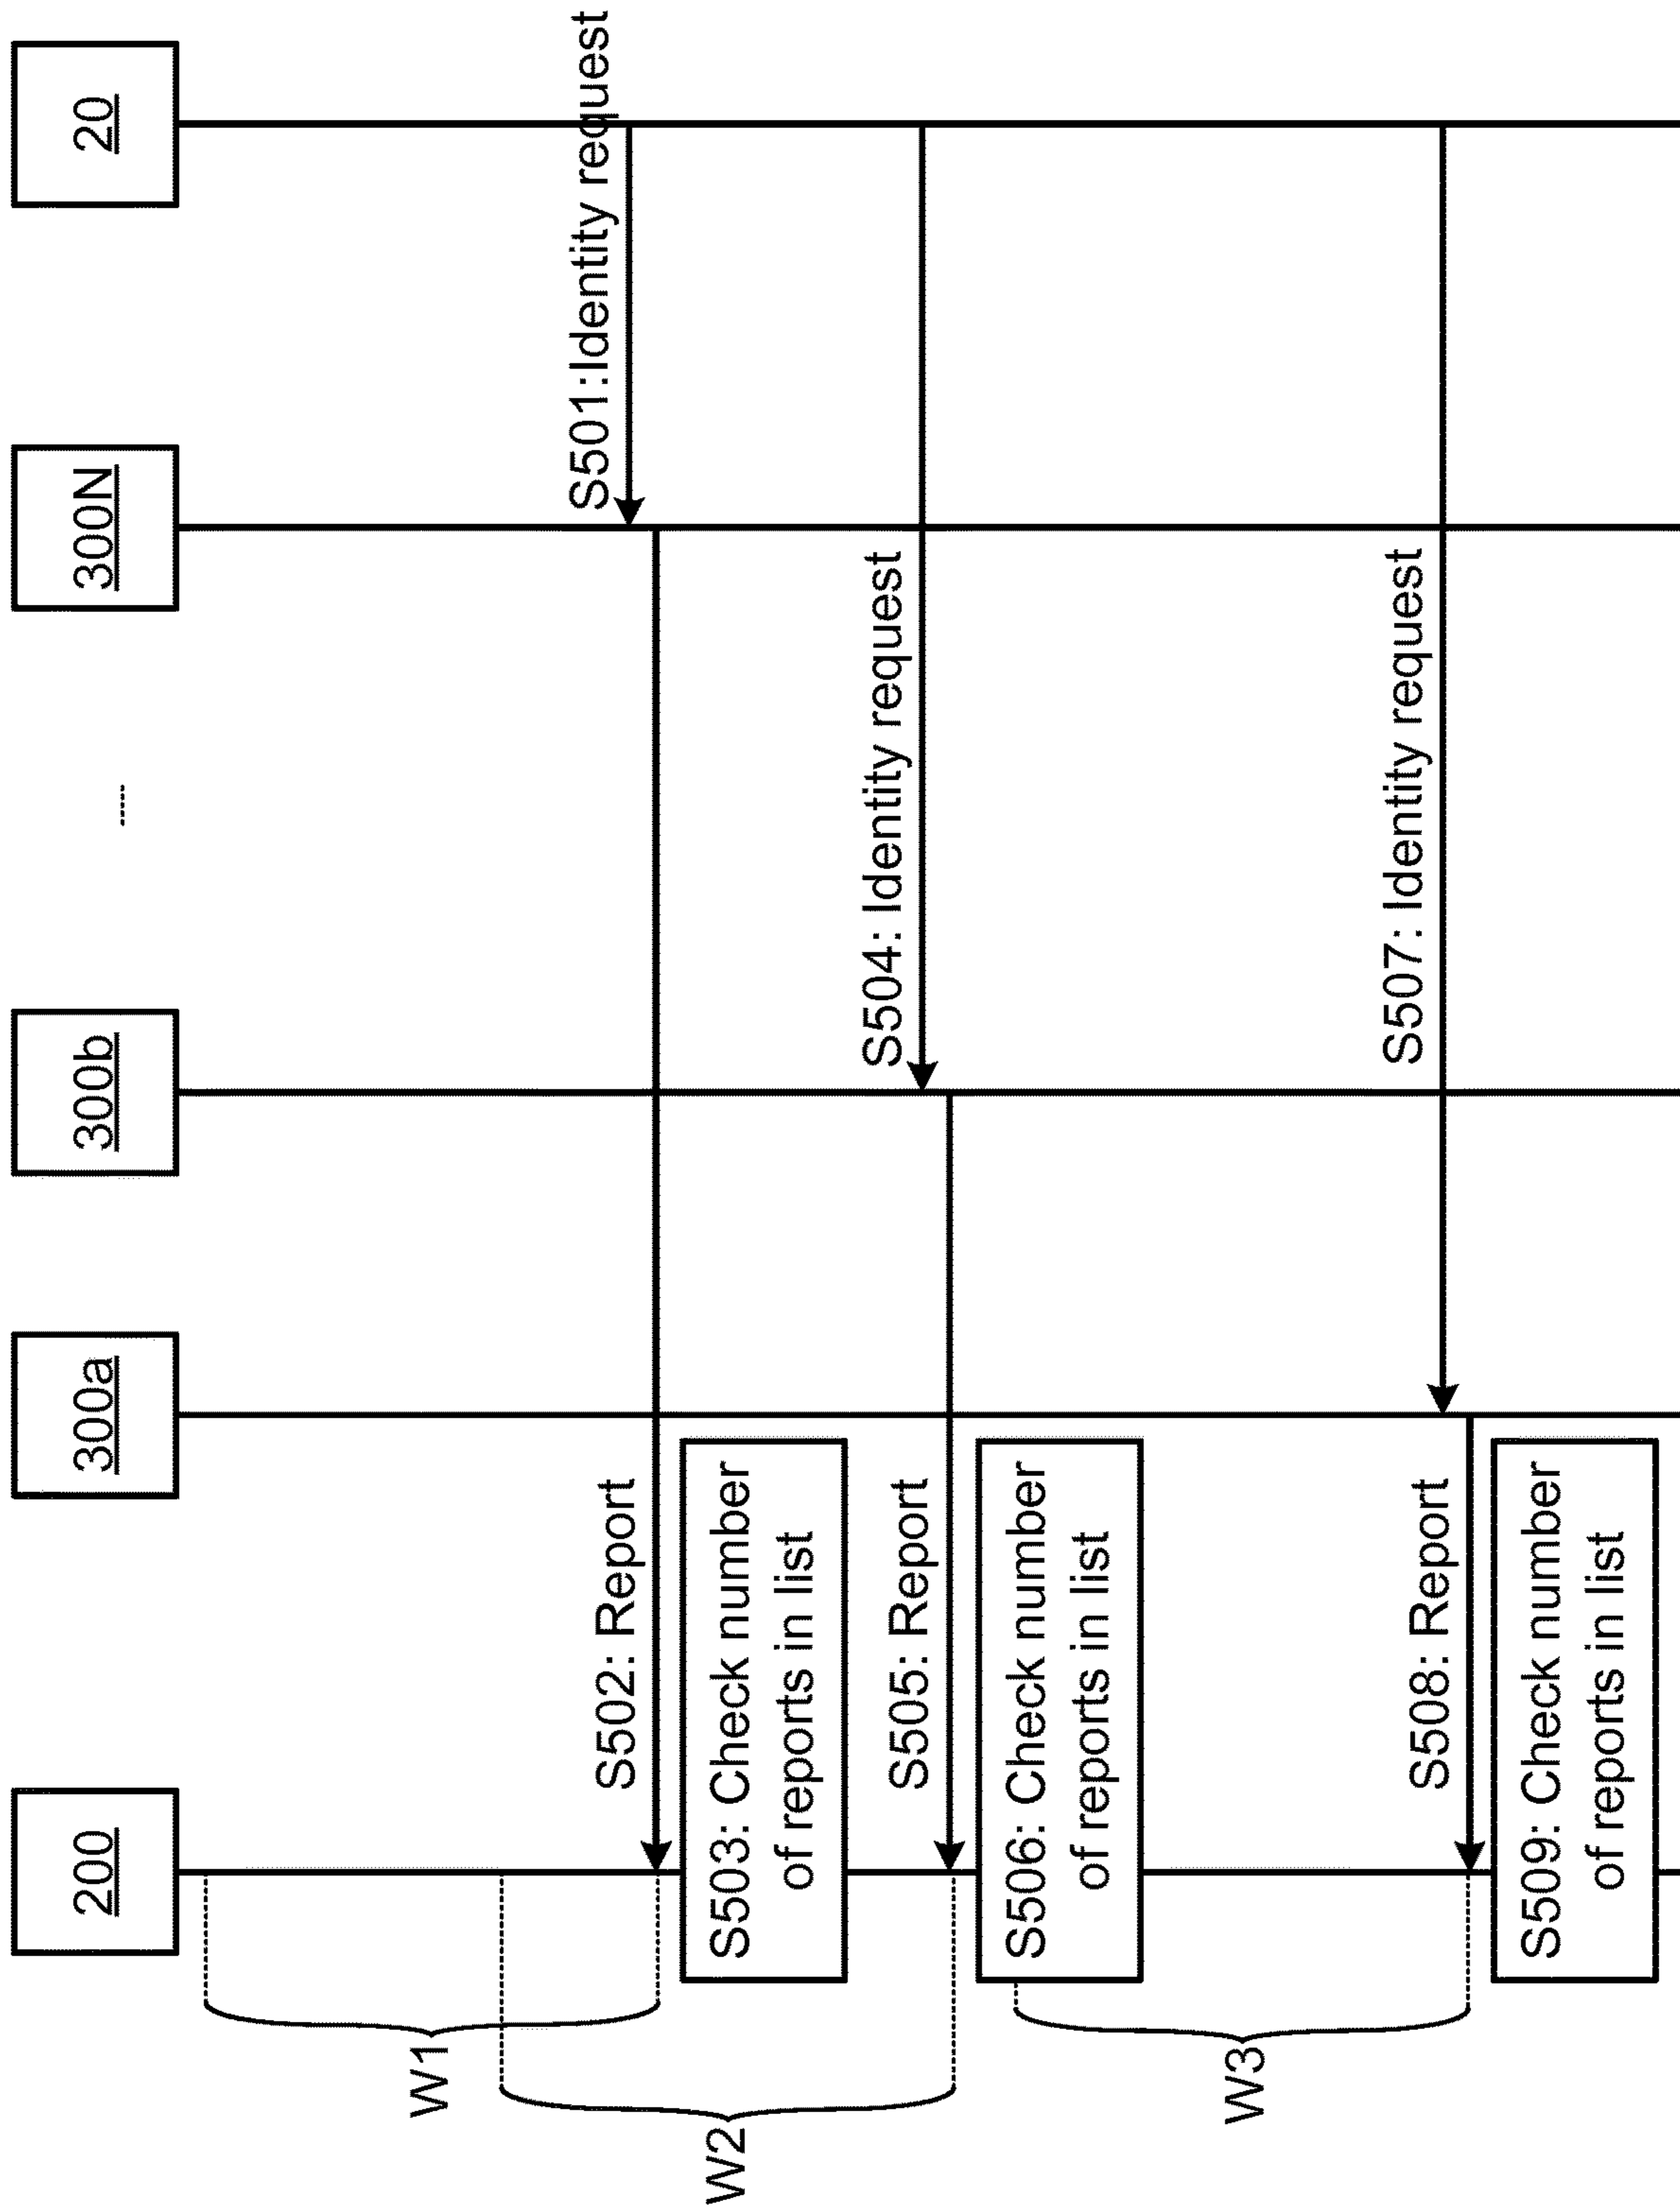 200
300a
300b
...
300N
20
S501:Identity request
S502: Report
W1
S503: Check number
of reports in list
S504: Identity request
S505: Report
W2
S506: Check number
of reports in list
S507: Identity request
S508: Report
W3
S509: Check number
of reports in list